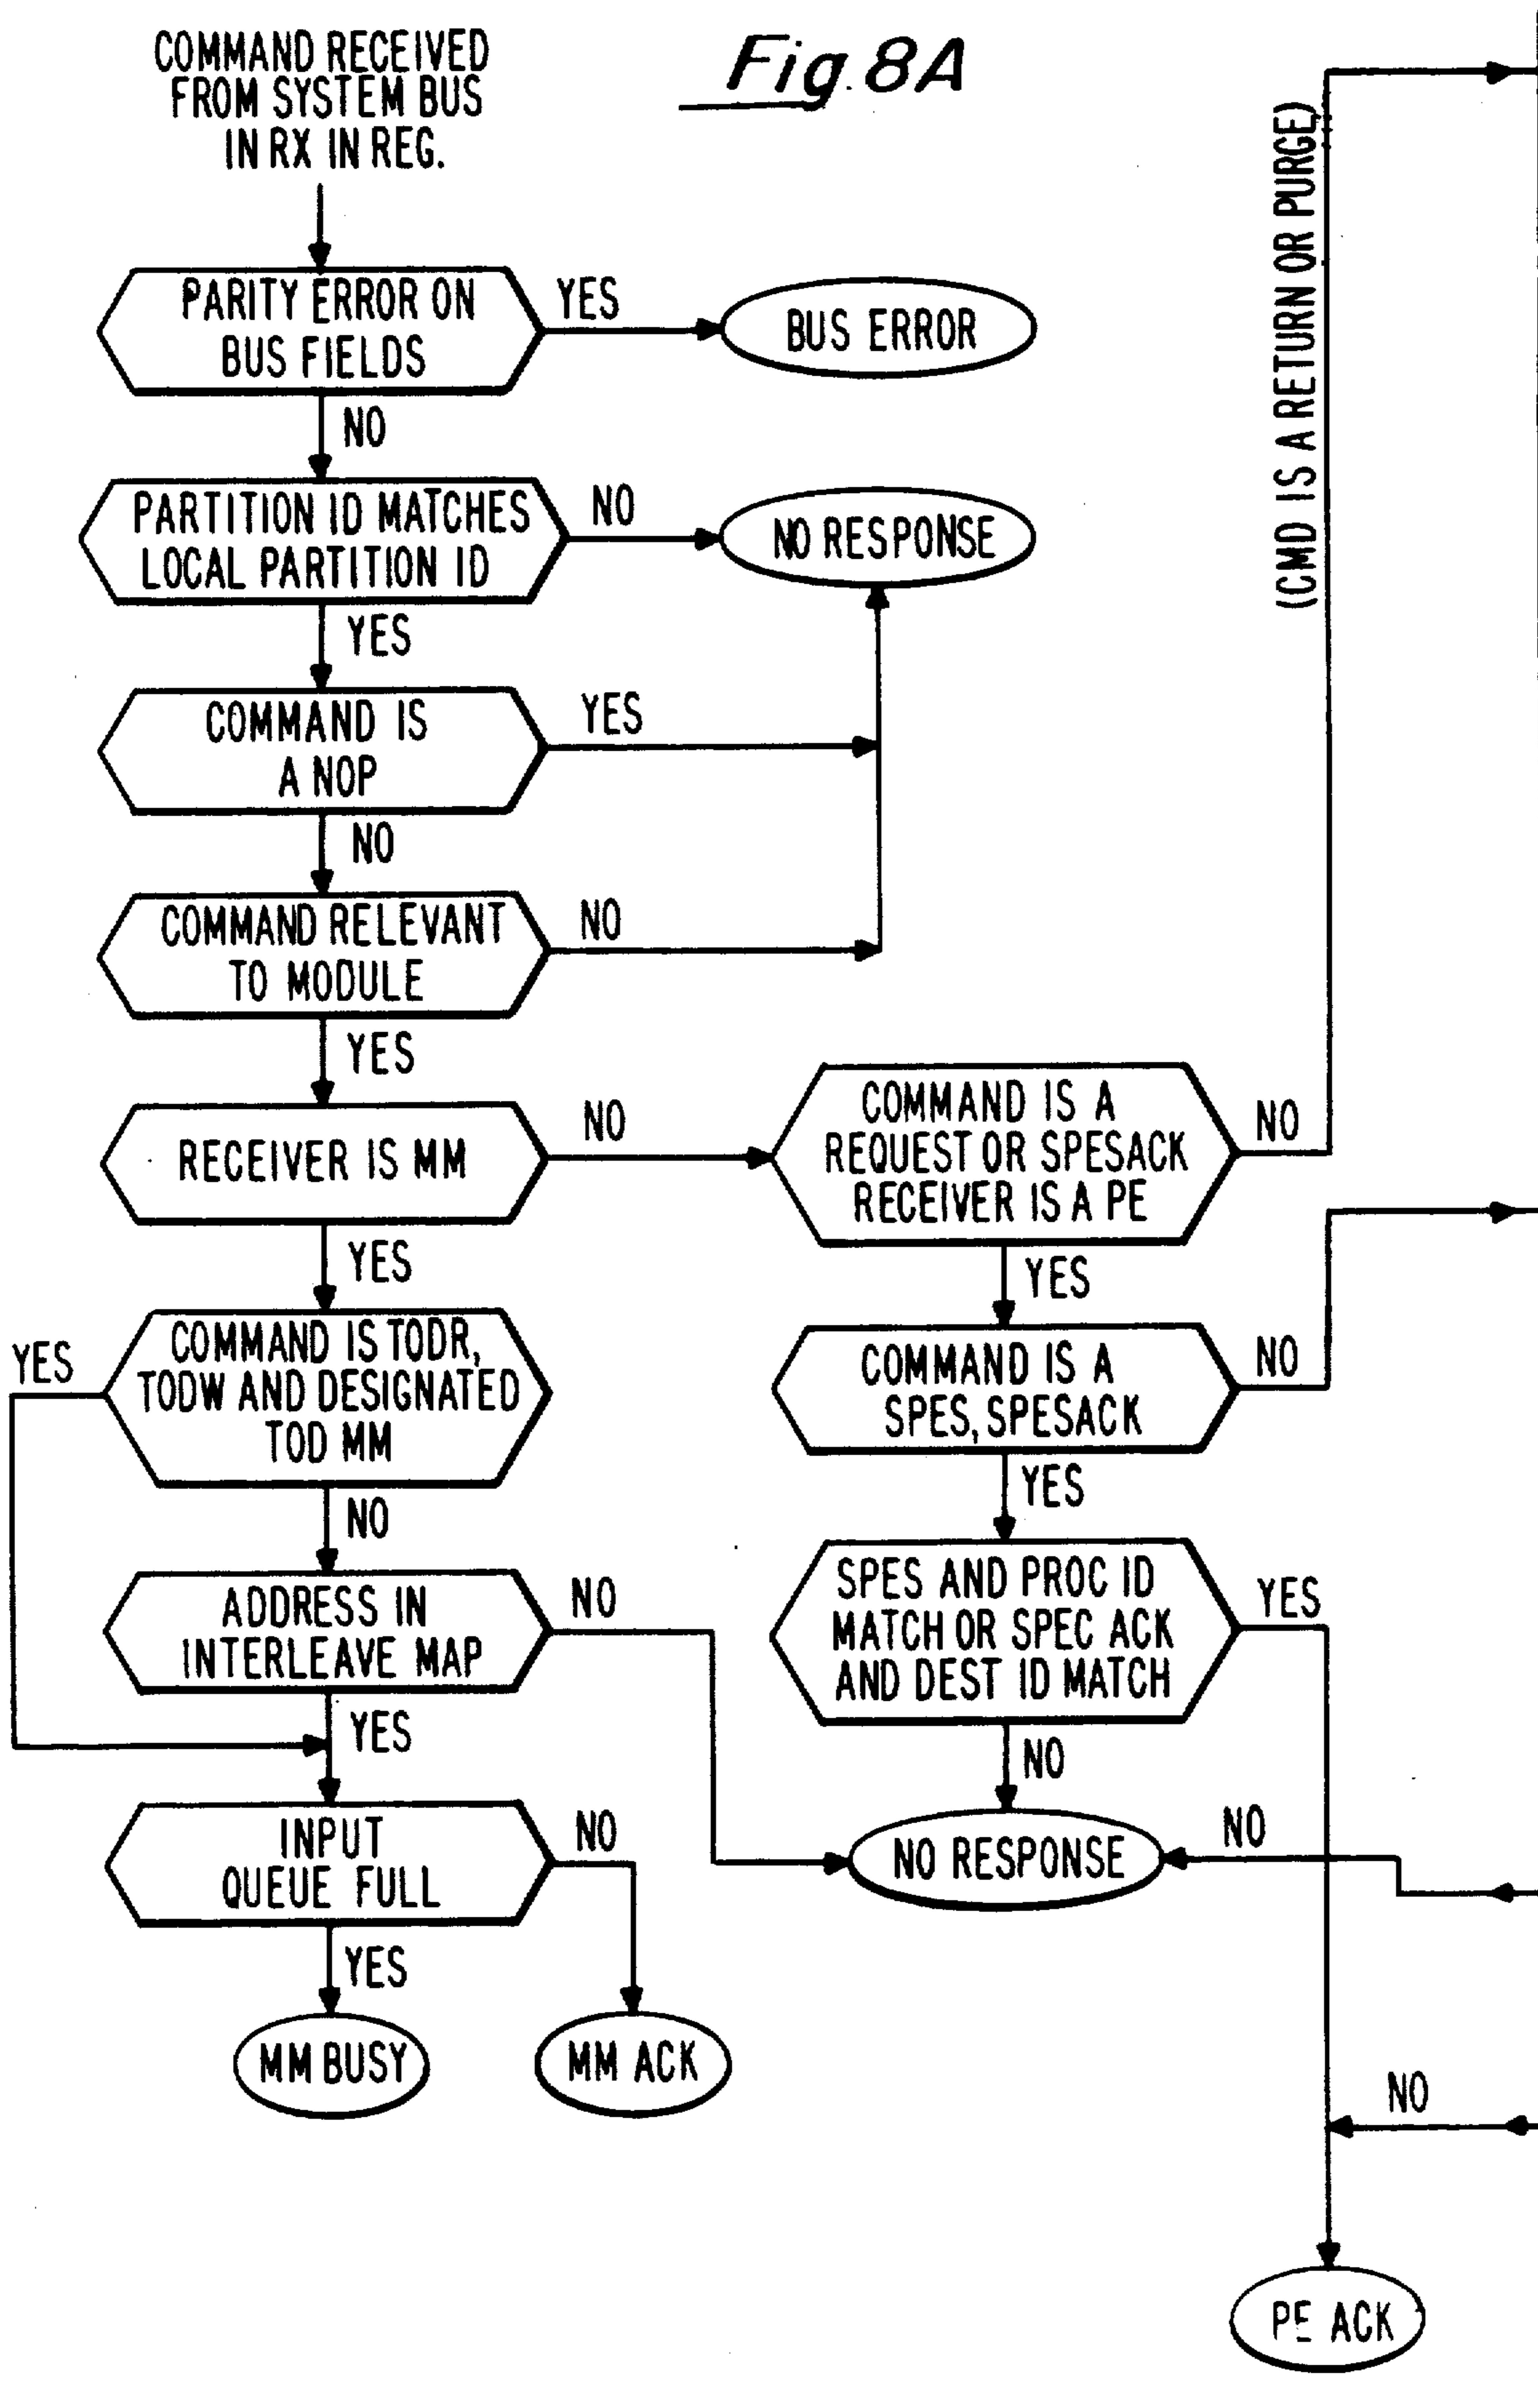 Fig. 8A
COMMAND RECEIVED
FROM SYSTEM BUS
IN RX IN REG.
PARITY ERROR ON
BUS FIELDS
YES
BUS ERROR
NO
PARTITION ID MATCHES
LOCAL PARTITION ID
NO
NO RESPONSE
YES
COMMAND IS
A NOP
YES
NO
COMMAND RELEVANT
TO MODULE
NO
YES
RECEIVER IS MM
NO
COMMAND IS A
REQUEST OR SPESACK
RECEIVER IS A PE
NO
(CMD IS A RETURN OR PURGE)
YES
YES
COMMAND IS TODR,
TODW AND DESIGNATED
TOD MM
YES
COMMAND IS A
SPES, SPESACK
NO
NO
YES
ADDRESS IN
INTERLEAVE MAP
NO
SPES AND PROC ID
MATCH OR SPEC ACK
AND DEST ID MATCH
YES
YES
NO
INPUT
QUEUE FULL
NO
NO RESPONSE
NO
YES
MM BUSY
MM ACK
NO
PE ACK